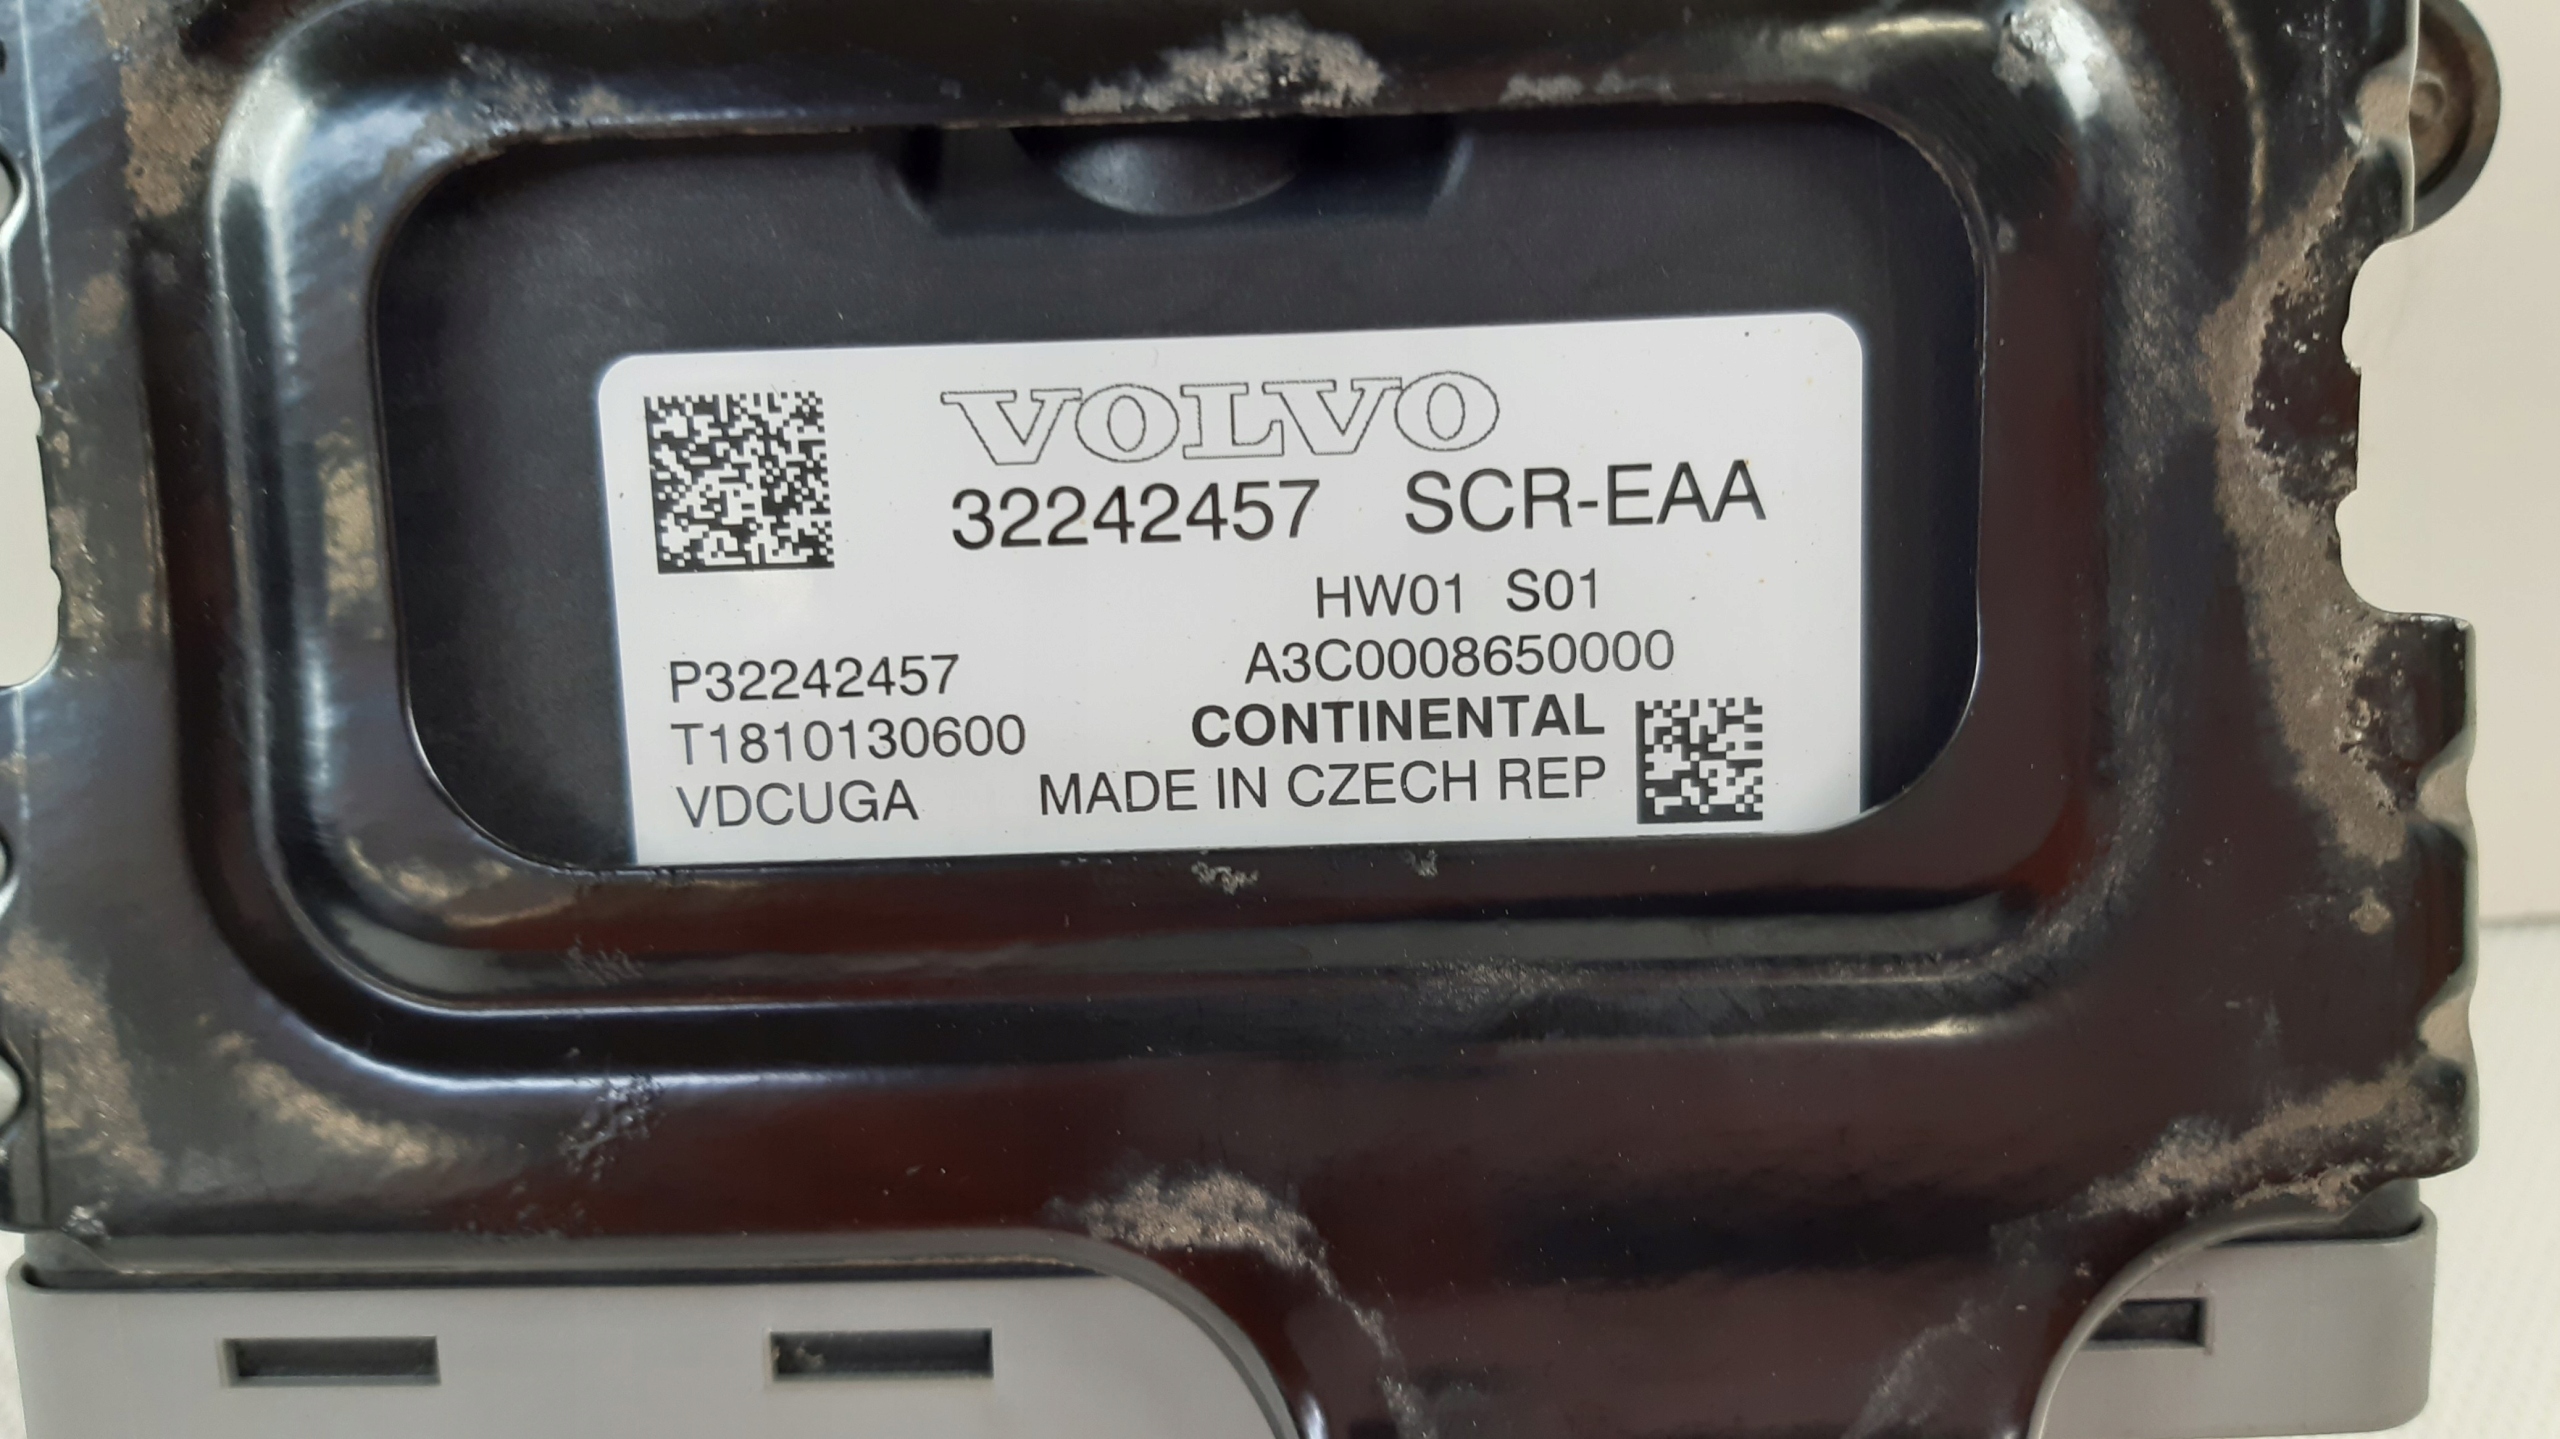 VOLVO
32242457 SCR-EAA
HW01 S01
P32242457 A3C0008650000
T1810130600 CONTINENTAL
VDCUGA MADE IN CZECH REP